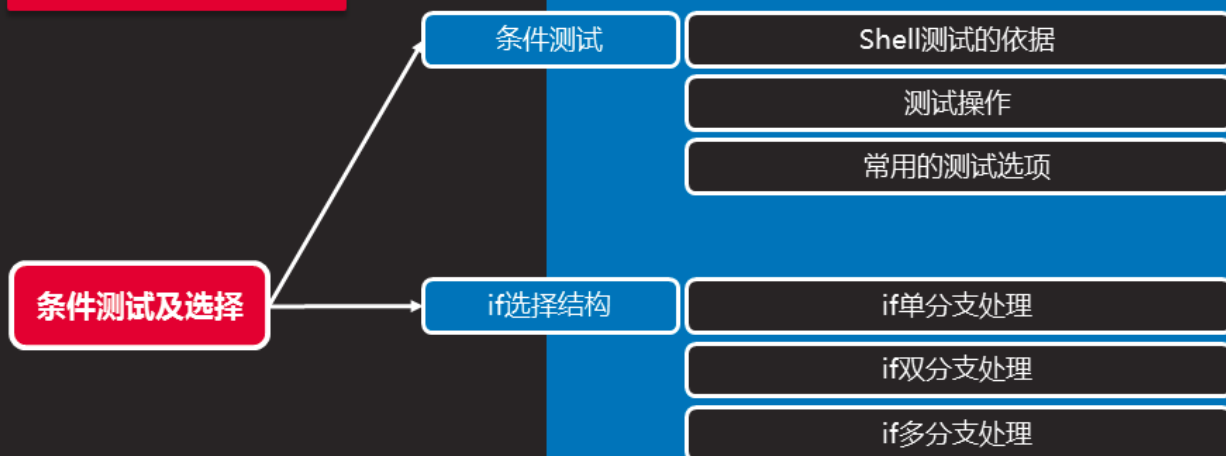 条件测试
Shell测试的依据
测试操作
常用的测试选项
条件测试及选择
if选择结构
if单分支处理
if双分支处理
if多分支处理